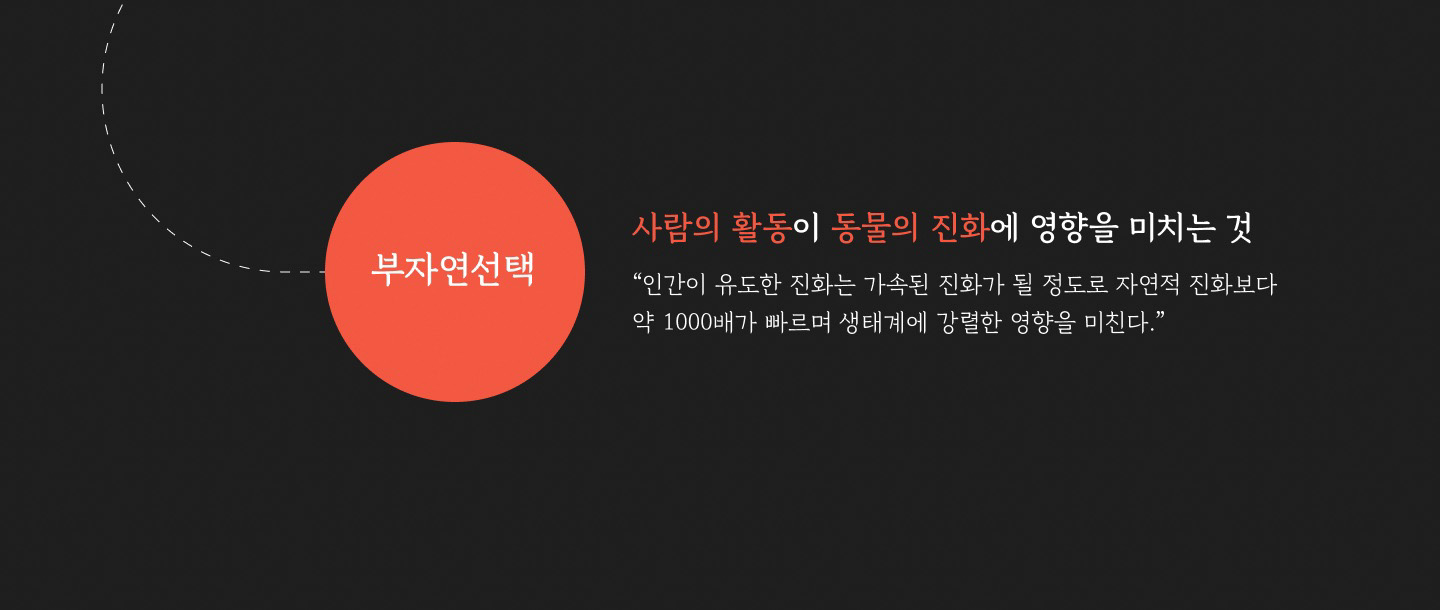 부자연선택
사람의 활동이 동물의 진화에 영향을 미치는 것
“인간이 유도한 진화는 가속된 진화가 될 정도로 자연적 진화보다
약 1000배가 빠르며 생태계에 강렬한 영향을 미친다.”